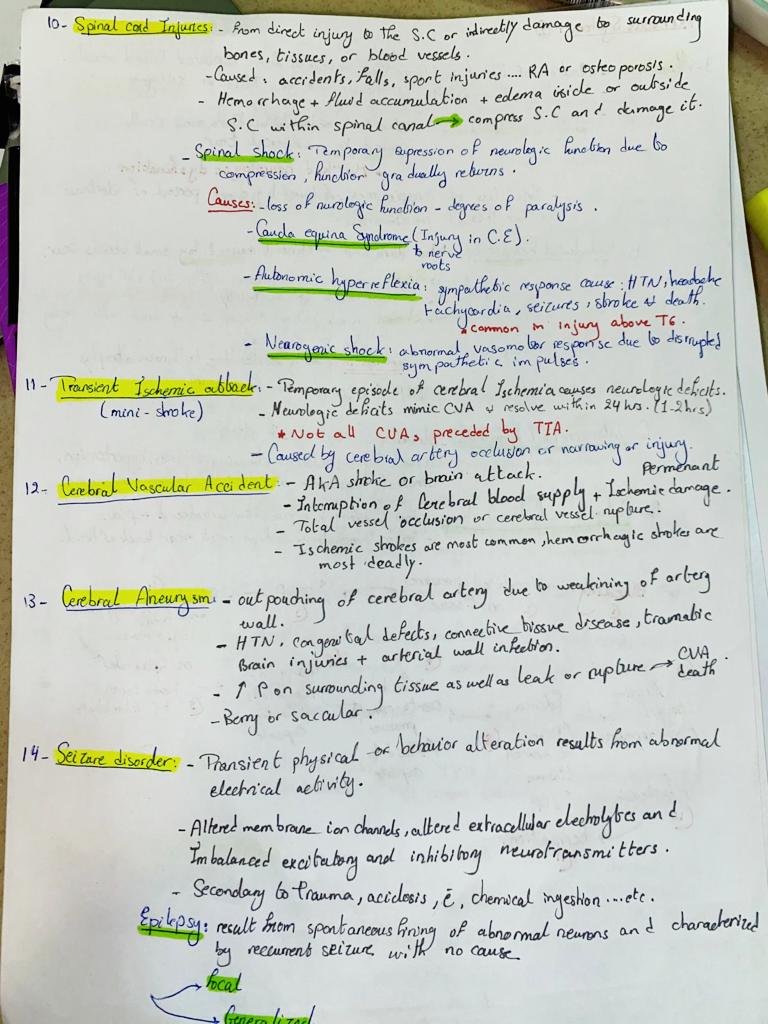 10- Spinal cord Injuries: - from direct injury to the S.C or indirectly damage to surrounding
bones, tissues, or blood vessels.
- Caused: accidents, falls, sport injuries .... RA or osteoporosis.
- Hemorrhage + fluid accumulation + edema inside or outside
S.C within spinal canal → compress S.C and damage it.
- Spinal shock: Temporary supression of neurologic function due to
compression, function gradually returns.
Causes: - loss of nurologic function - degrees of paralysis.
- Cauda equina Syndrome (Injury in C.E).
to nerve
roots
- Autonomic hyperreflexia: sympathetic response cause: HTN, headache
tachycardia, seizures, stroke & death.
*common in injury above T6.
- Neurogenic shock: abnormal vasomotor response due to disrupted
sympathetic impulses.
11- Transient Ischemic attack: - Temporary episode of cerebral Ischemia causes neurologic deficits.
(mini-stroke) - Neurologic deficits mimic CVA & resolve within 24 hrs. (1-2hrs)
* Not all CVAs preceded by TIA.
- Caused by cerebral artery occlusion or narrowing or injury.
12- Cerebral Vascular Accident: - AKA stroke or brain attack. Permenant
- Interruption of Cerebral blood supply + Ischemic damage.
- Total vessel occlusion or cerebral vessel rupture.
- Ischemic strokes are most common, hemorrhagic strokes are
most deadly.
13- Cerebral Aneurysm: - outpouching of cerebral artery due to weakining of artery
wall.
- HTN, congenital defects, connective tissue disease, tramatic
Brain injuries + arterial wall infection.
- ↑ P on surrounding tissue as well as leak or rupture → CVA
death
- Berry or saccular.
14- Seizure disorder: - Transient physical or behavior alteration results from abnormal
electrical activity.
- Altered membrane ion channels, altered extracellular electrolytes and
Imbalanced excitatory and inhibitory neurotransmitters.
- Secondary to trauma, acidosis, ē, chemical ingestion ... etc.
Epilepsy: result from spontaneous firing of abnormal neurons and characterized
by reccurent seizure with no cause
focal
Generalized